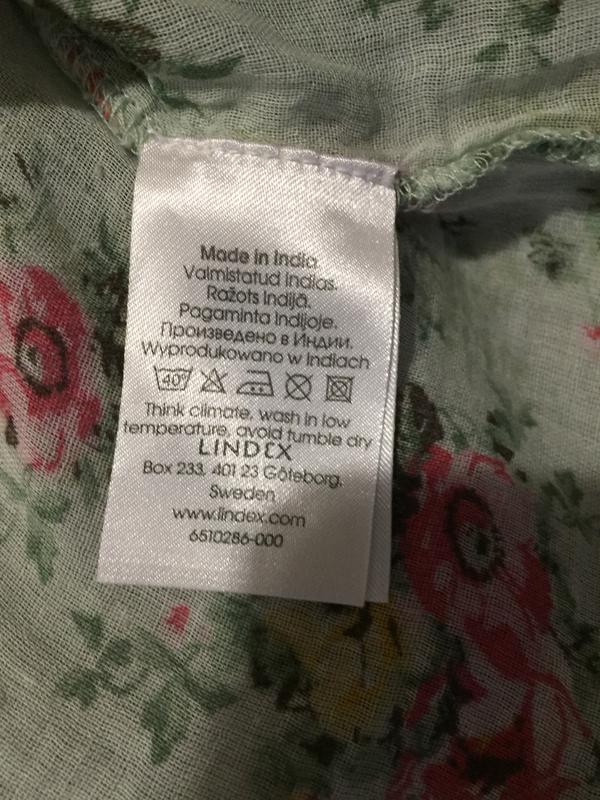 Made in India.
Valmistatud Indias.
Ražots Indijā.
Pagaminta Indijoje.
Произведено в Индии.
Wyprodukowano w Indiach
40°
Think climate, wash in low
temperature, avoid tumble dry
LINDEX
Box 233, 401 23 Göteborg,
Sweden
www.lindex.com
6510286-000